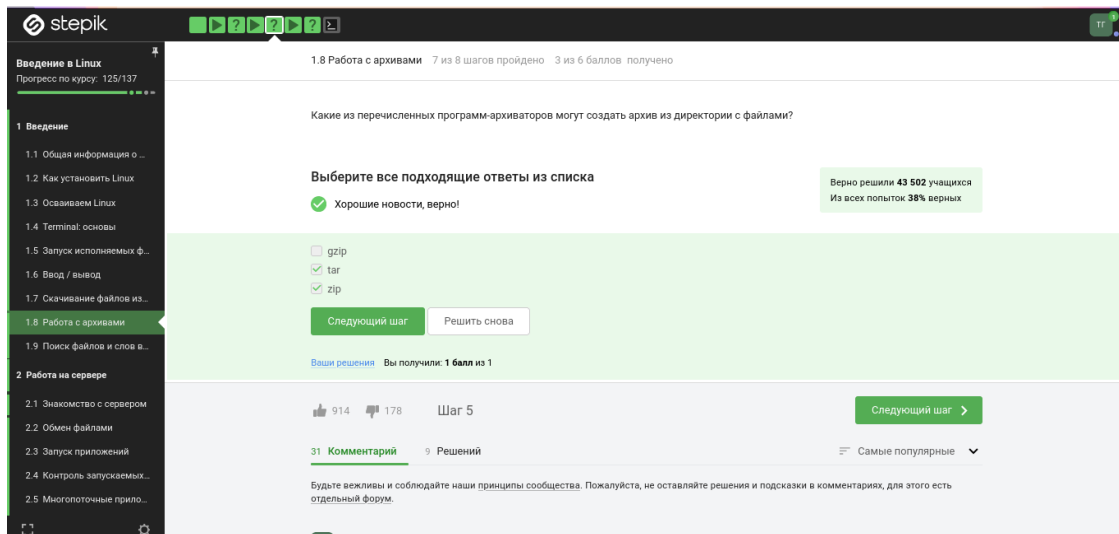 stepik
ТГ
1
Введение в Linux
Прогресс по курсу: 125/137
1 Введение
1.1 Общая информация о ...
1.2 Как установить Linux
1.3 Осваиваем Linux
1.4 Terminal: основы
1.5 Запуск исполняемых ф...
1.6 Ввод / вывод
1.7 Скачивание файлов из...
1.8 Работа с архивами
1.9 Поиск файлов и слов в...
2 Работа на сервере
2.1 Знакомство с сервером
2.2 Обмен файлами
2.3 Запуск приложений
2.4 Контроль запускаемых...
2.5 Многопоточные прило...
1.8 Работа с архивами 7 из 8 шагов пройдено 3 из 6 баллов получено
Какие из перечисленных программ-архиваторов могут создать архив из директории с файлами?
Выберите все подходящие ответы из списка
Хорошие новости, верно!
Верно решили 43 502 учащихся
Из всех попыток 38% верных
gzip
tar
zip
Следующий шаг Решить снова
Ваши решения Вы получили: 1 балл из 1
914 178 Шаг 5 Следующий шаг
31 Комментарий 9 Решений Самые популярные
Будьте вежливы и соблюдайте наши принципы сообщества. Пожалуйста, не оставляйте решения и подсказки в комментариях, для этого есть
отдельный форум.